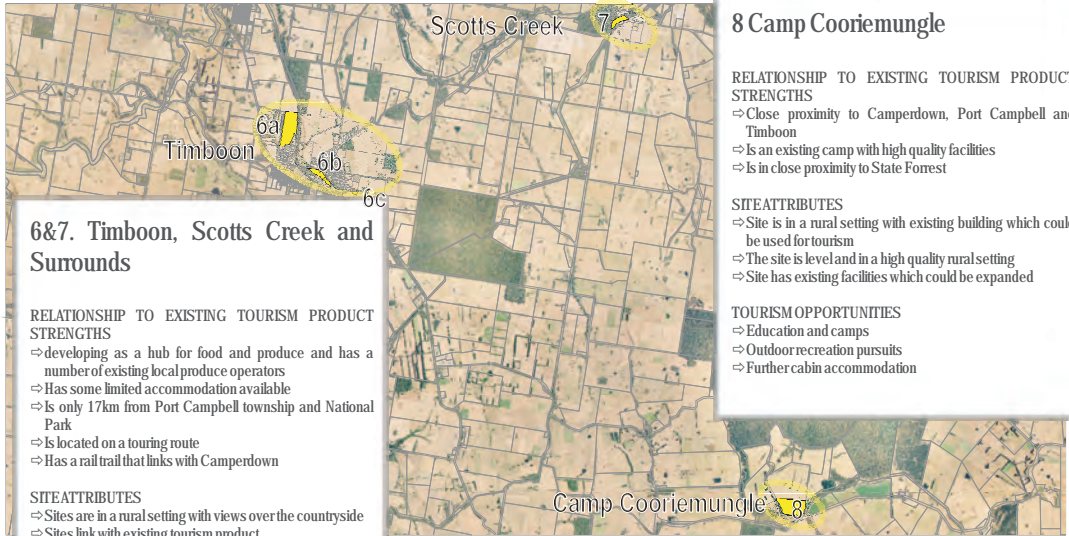 Scotts Creek
7
6a
Timboon
6b
6c
6&7. Timboon, Scotts Creek and
Surrounds
RELATIONSHIP TO EXISTING TOURISM PRODUCT
STRENGTHS
⇨developing as a hub for food and produce and has a
number of existing local produce operators
⇨Has some limited accommodation available
⇨Is only 17km from Port Campbell township and National
Park
⇨Is located on a touring route
⇨Has a rail trail that links with Camperdown
SITE ATTRIBUTES
⇨Sites are in a rural setting with views over the countryside
⇨Sites link with existing tourism product
8 Camp Cooriemungle
RELATIONSHIP TO EXISTING TOURISM PRODUCT
STRENGTHS
⇨Close proximity to Camperdown, Port Campbell and
Timboon
⇨Is an existing camp with high quality facilities
⇨Is in close proximity to State Forrest
SITE ATTRIBUTES
⇨Site is in a rural setting with existing building which could
be used for tourism
⇨The site is level and in a high quality rural setting
⇨Site has existing facilities which could be expanded
TOURISM OPPORTUNITIES
⇨Education and camps
⇨Outdoor recreation pursuits
⇨Further cabin accommodation
Camp Cooriemungle
8